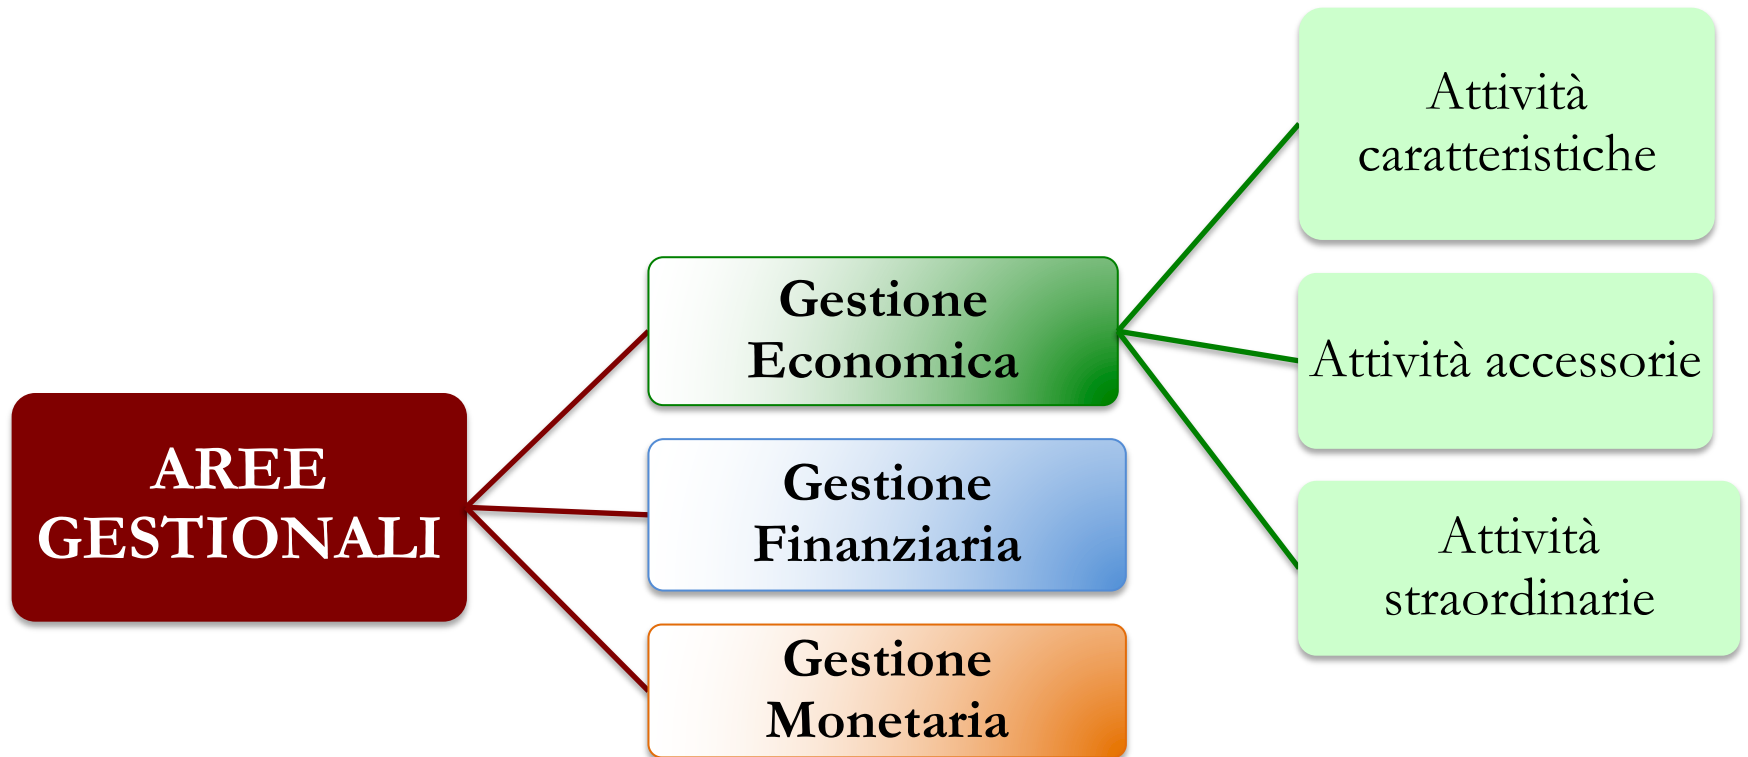 AREE
GESTIONALI
Gestione
Economica
Gestione
Finanziaria
Gestione
Monetaria
Attività
caratteristiche
Attività accessorie
Attività
straordinarie